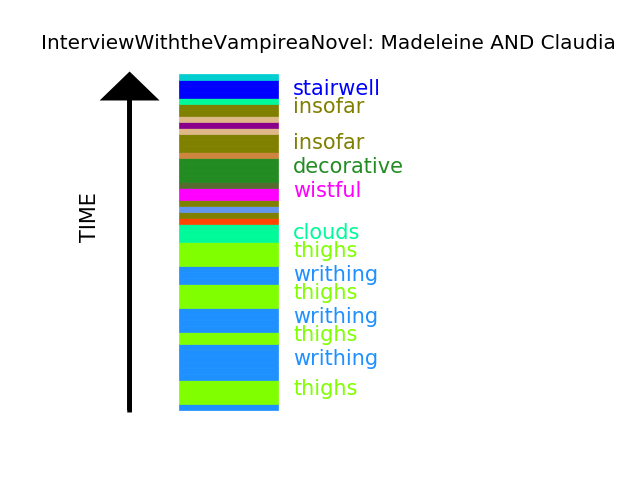 InterviewWiththeVampireaNovel: Madeleine AND Claudia
stairwell
insofar
insofar
decorative
wistful
TIME
clouds
thighs
writhing
thighs
writhing
thighs
writhing
thighs